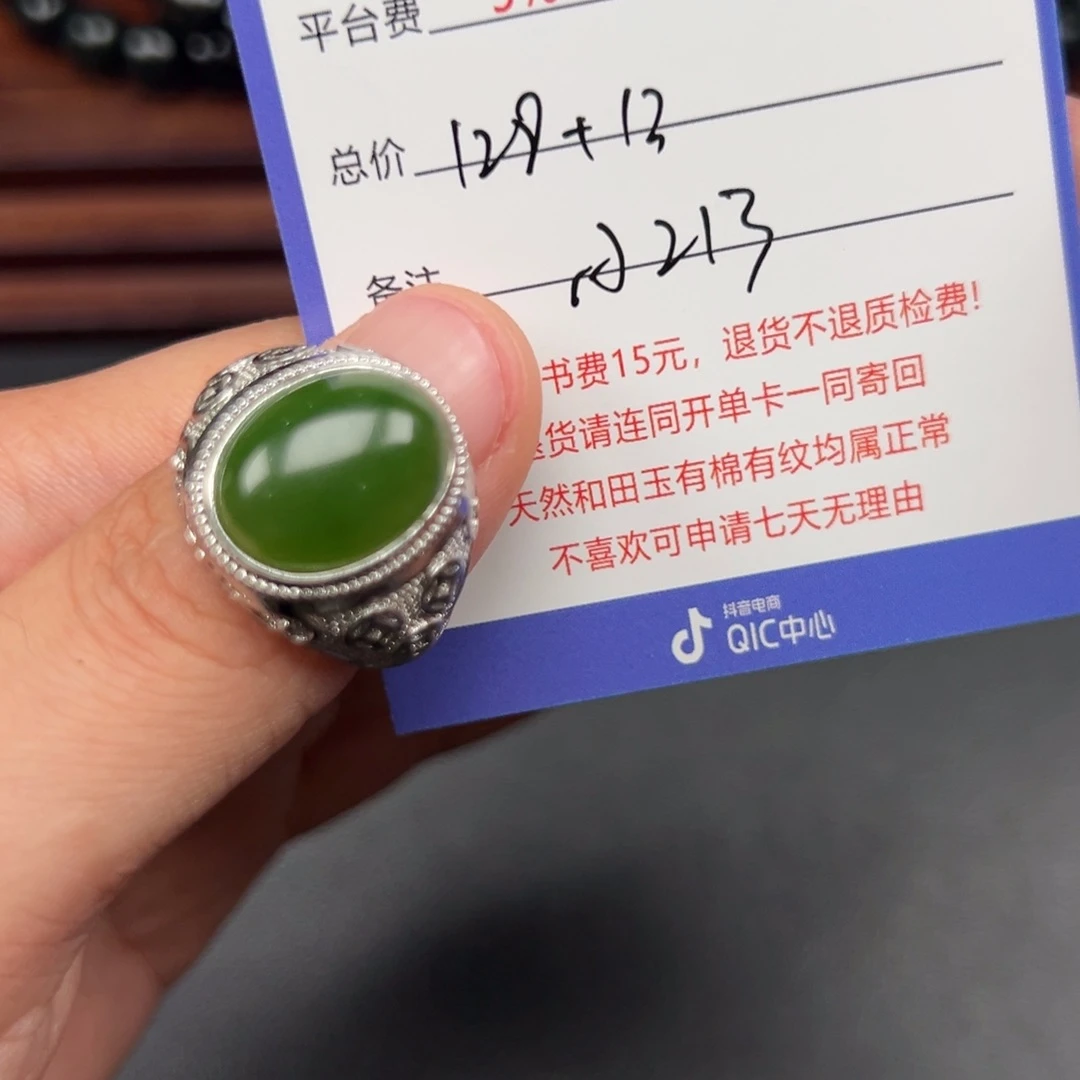 平台费 5%
总价 129+13
备注 213
书费15元，退货不退质检费!
货请连同开单卡一同寄回
天然和田玉有棉有纹均属正常
不喜欢可申请七天无理由
抖音电商
QIC中心